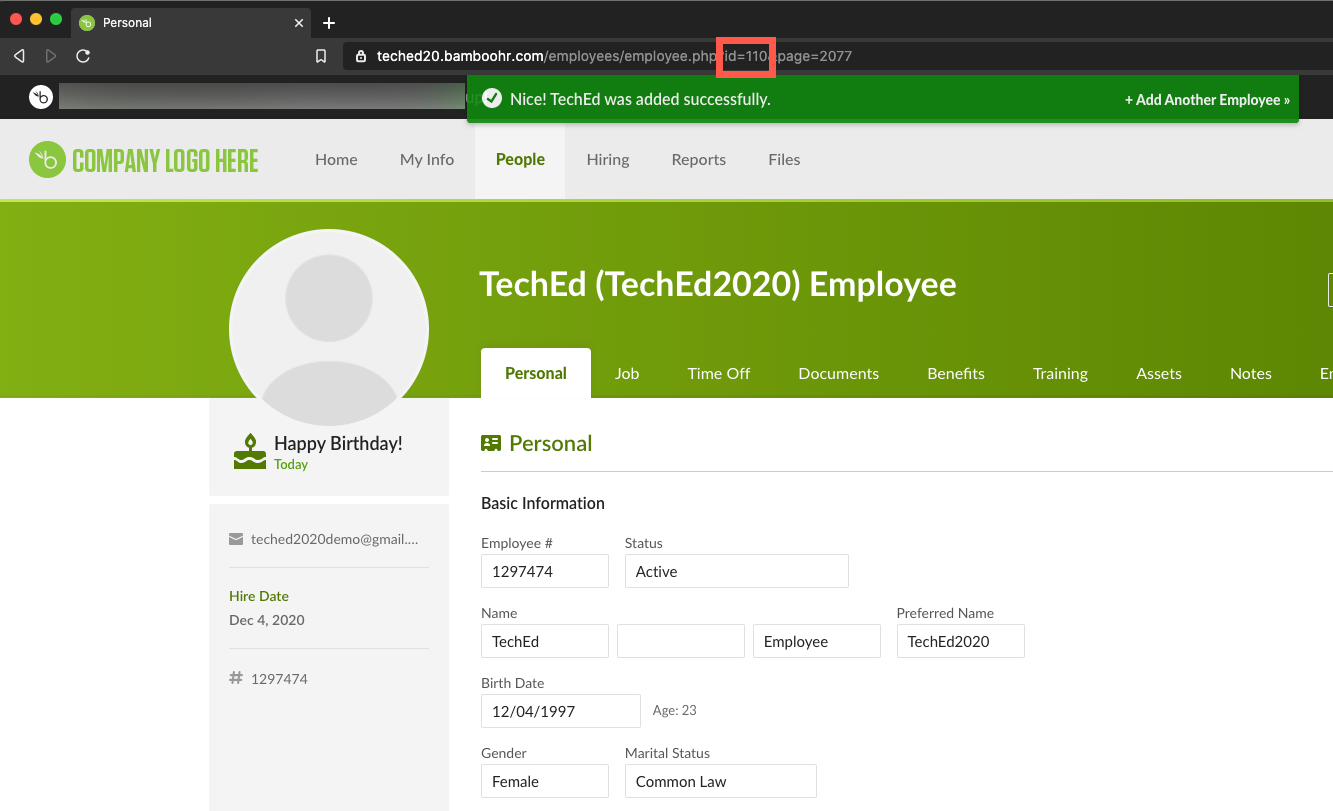 Personal
teched20.bamboohr.com/employees/employee.php?id=110&page=2077
Nice! TechEd was added successfully.
+ Add Another Employee »
COMPANY LOGO HERE
Home My Info People Hiring Reports Files
TechEd (TechEd2020) Employee
Personal Job Time Off Documents Benefits Training Assets Notes
Happy Birthday!
Today
teched2020demo@gmail....
Hire Date
Dec 4, 2020
# 1297474
Personal
Basic Information
Employee # Status
1297474 Active
Name Preferred Name
TechEd Employee TechEd2020
Birth Date
12/04/1997 Age: 23
Gender Marital Status
Female Common Law